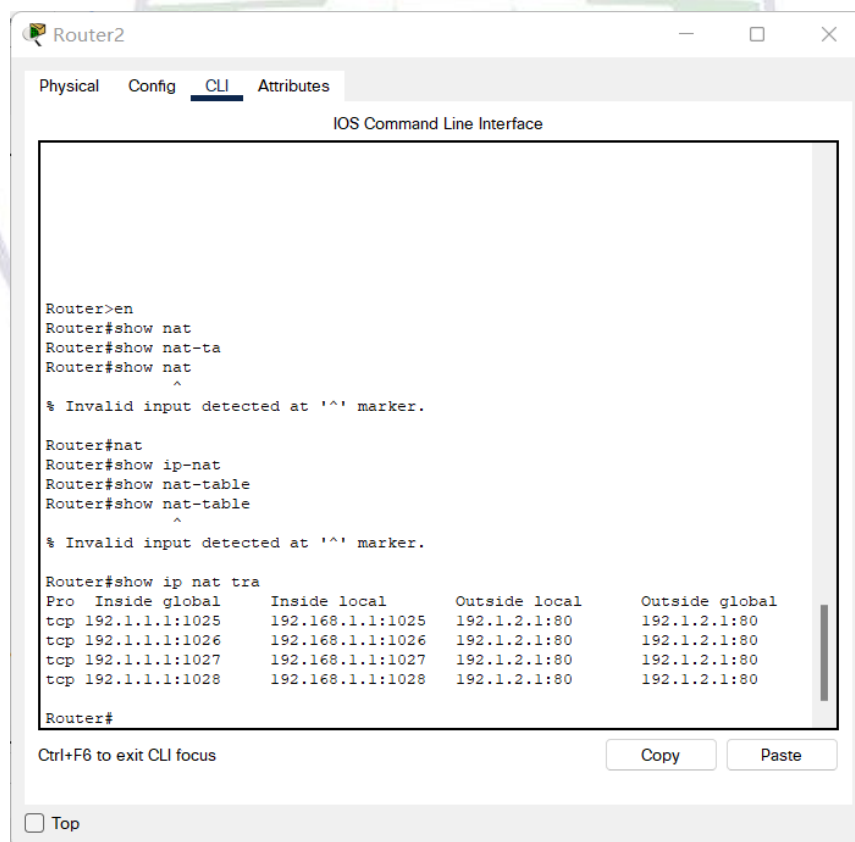 Router2
Physical Config CLI Attributes
IOS Command Line Interface
Router>en
Router#show nat
Router#show nat-ta
Router#show nat
^
% Invalid input detected at '^' marker.
Router#nat
Router#show ip-nat
Router#show nat-table
Router#show nat-table
^
% Invalid input detected at '^' marker.
Router#show ip nat tra
Pro Inside global Inside local Outside local Outside global
tcp 192.1.1.1:1025 192.168.1.1:1025 192.1.2.1:80 192.1.2.1:80
tcp 192.1.1.1:1026 192.168.1.1:1026 192.1.2.1:80 192.1.2.1:80
tcp 192.1.1.1:1027 192.168.1.1:1027 192.1.2.1:80 192.1.2.1:80
tcp 192.1.1.1:1028 192.168.1.1:1028 192.1.2.1:80 192.1.2.1:80
Router#
Ctrl+F6 to exit CLI focus Copy Paste
Top